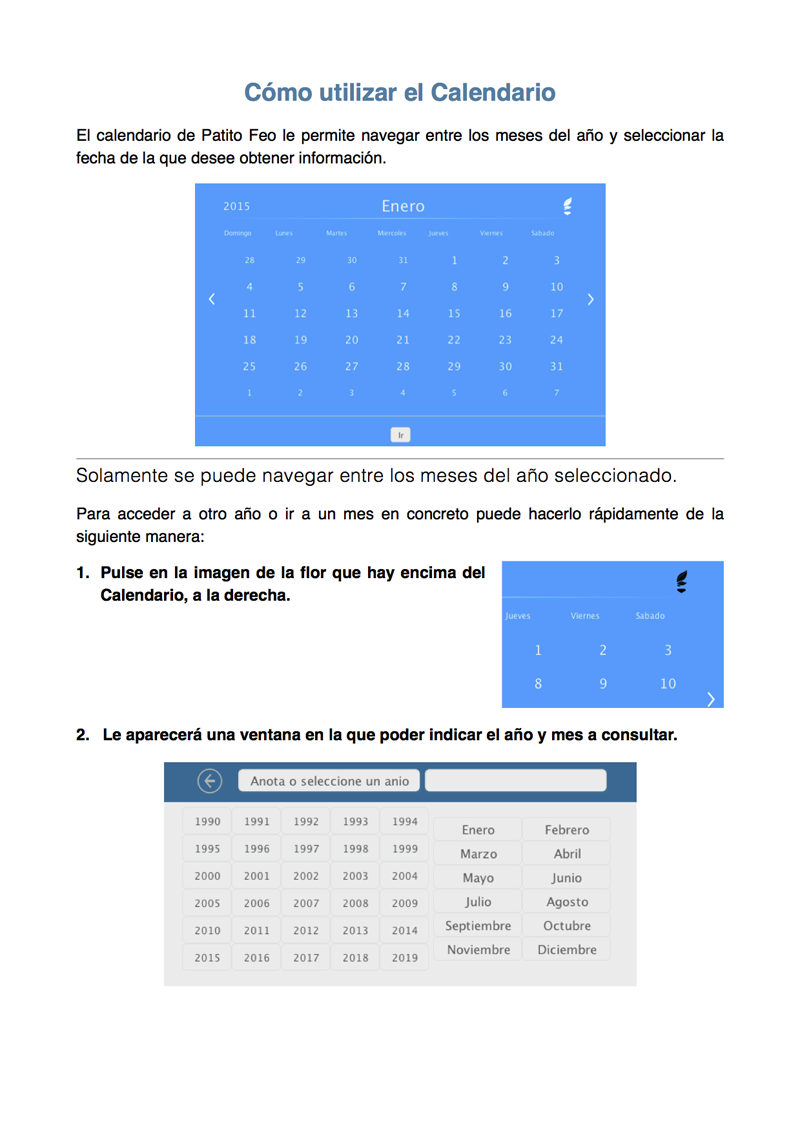 Cómo utilizar el Calendario
El calendario de Patito Feo le permite navegar entre los meses del año y seleccionar la
fecha de la que desee obtener información.
2015 Enero
Domingo Lunes Martes Miercoles Jueves Viernes Sabado
28 29 30 31 1 2 3
4 5 6 7 8 9 10
11 12 13 14 15 16 17
18 19 20 21 22 23 24
25 26 27 28 29 30 31
1 2 3 4 5 6 7
Ir
Solamente se puede navegar entre los meses del año seleccionado.
Para acceder a otro año o ir a un mes en concreto puede hacerlo rápidamente de la
siguiente manera:
1. Pulse en la imagen de la flor que hay encima del
Calendario, a la derecha.
Jueves Viernes Sabado
1 2 3
8 9 10
2. Le aparecerá una ventana en la que poder indicar el año y mes a consultar.
Anota o seleccione un anio
1990 1991 1992 1993 1994
1995 1996 1997 1998 1999
2000 2001 2002 2003 2004
2005 2006 2007 2008 2009
2010 2011 2012 2013 2014
2015 2016 2017 2018 2019
Enero Febrero
Marzo Abril
Mayo Junio
Julio Agosto
Septiembre Octubre
Noviembre Diciembre